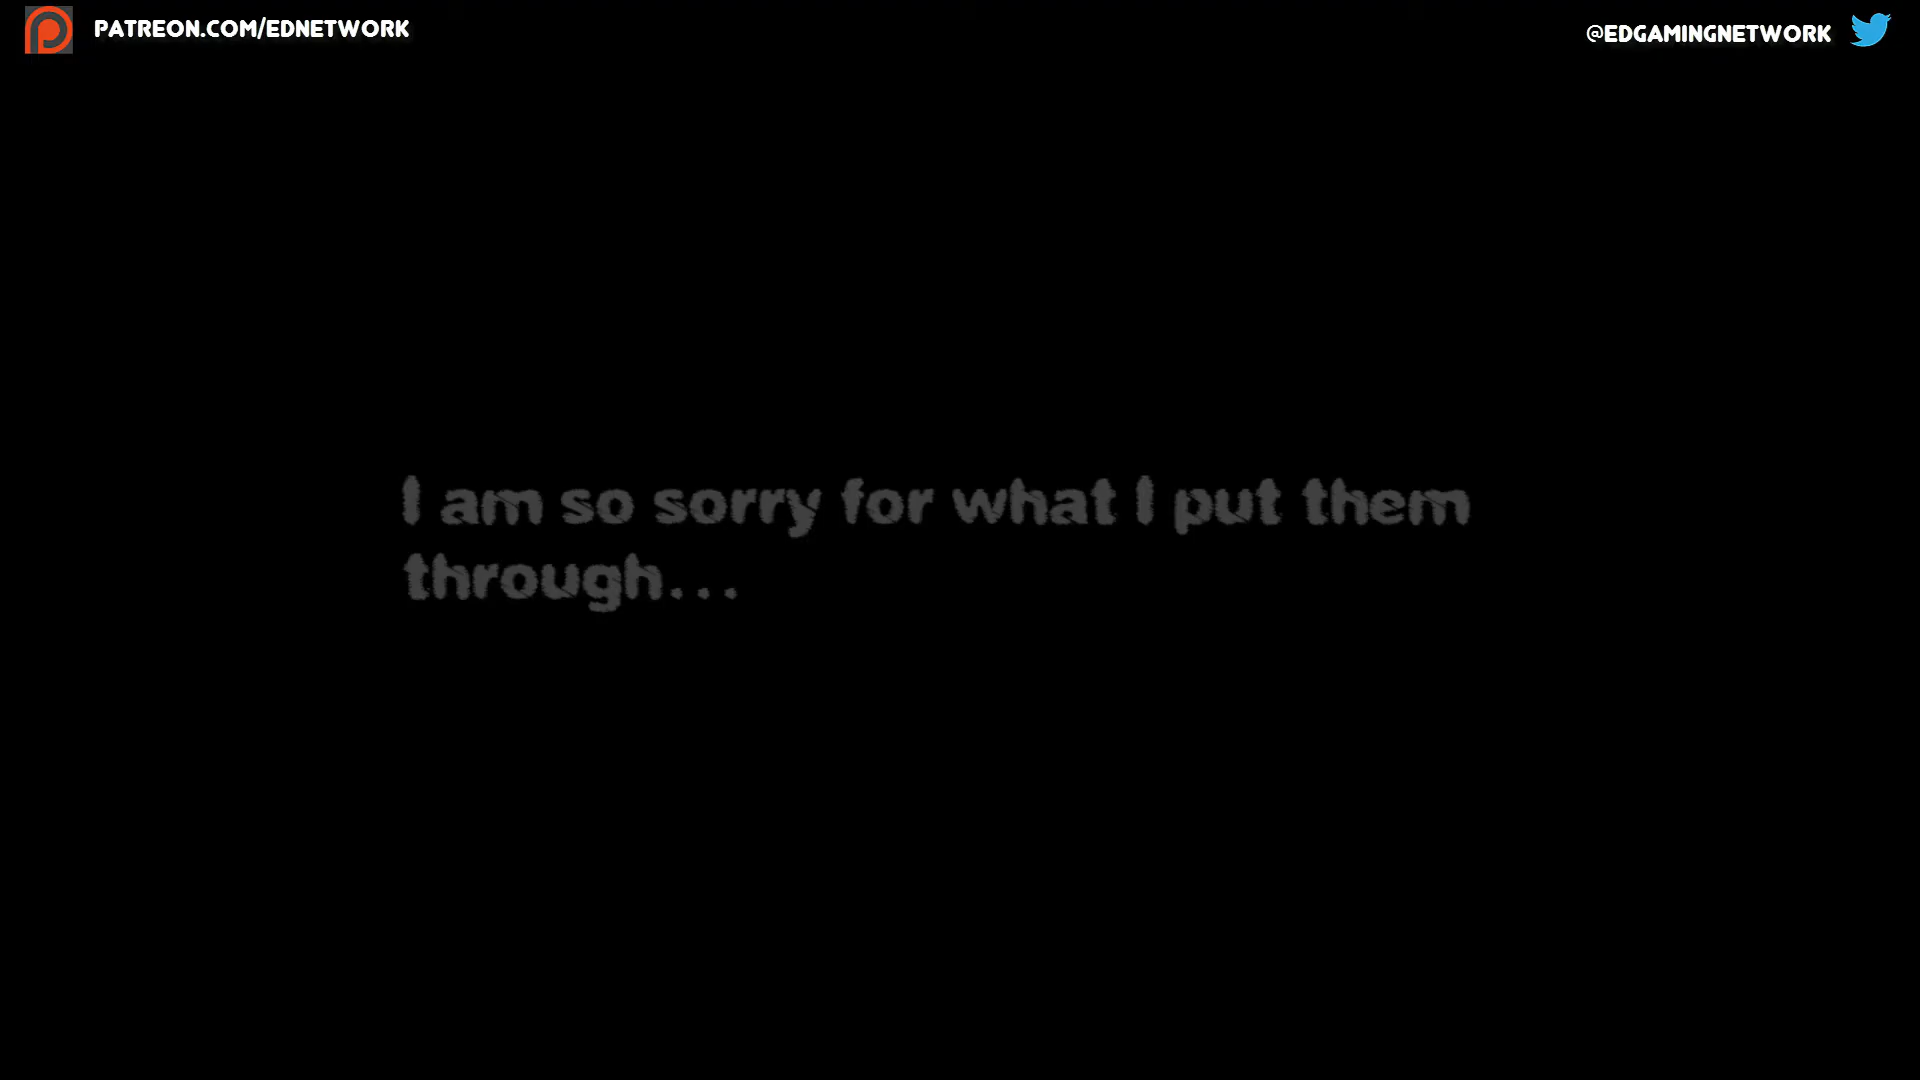 PATREON.COM/EDNETWORK
@EDGAMINGNETWORK
I am so sorry for what I put them
through...